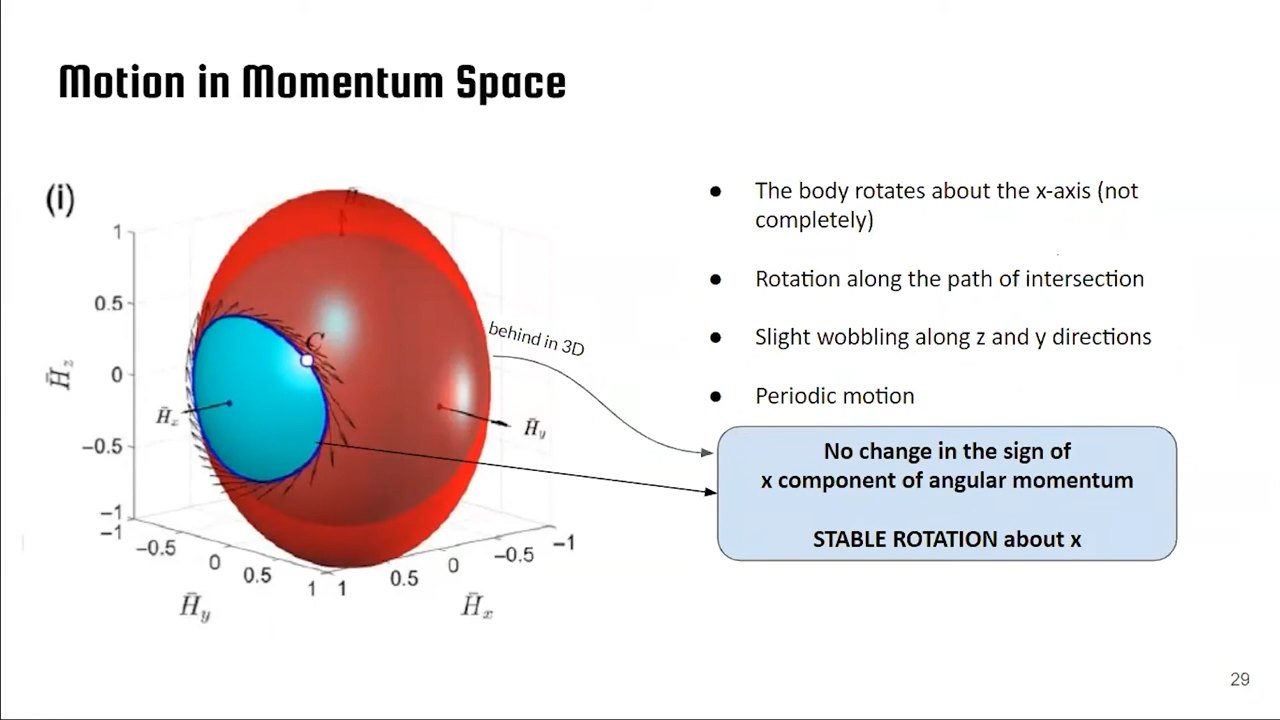 Motion in Momentum Space
(i)
The body rotates about the x-axis (not
completely)
Rotation along the path of intersection
Slight wobbling along z and y directions
Periodic motion
behind in 3D
No change in the sign of
x component of angular momentum
STABLE ROTATION about x
1
0.5
0
−0.5
−1
H̄z
C
H̄x
H̄y
−1
−0.5
0
0.5
1
H̄y
1
0.5
0
−0.5
−1
H̄x
29